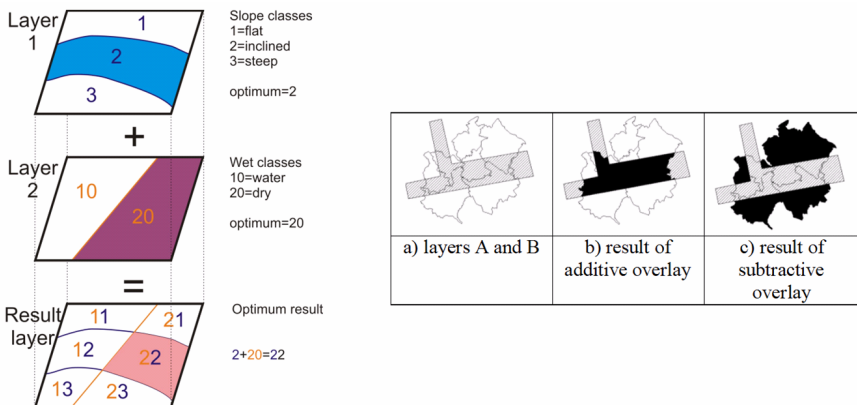 Layer
1
1
2
3
Slope classes
1=flat
2=inclined
3=steep
optimum=2
+
Layer
2
10
20
Wet classes
10=water
20=dry
optimum=20
=
Result
layer
11
21
12
22
13
23
Optimum result
2+20=22
a) layers A and B
b) result of
additive overlay
c) result of
subtractive
overlay